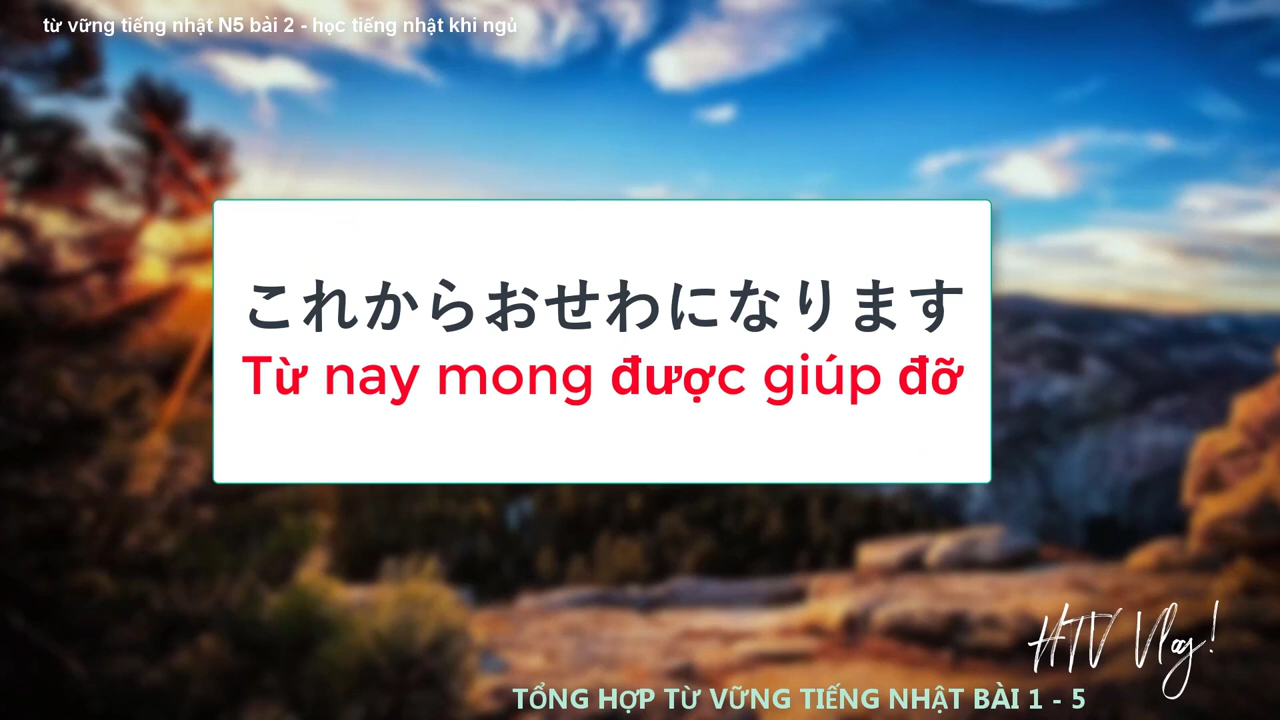 từ vững tiếng nhật N5 bài 2 - học tiếng nhật khi ngủ
これからおせわになります
Từ nay mong được giúp đỡ
HTV Vlog!
TỔNG HỢP TỪ VỮNG TIẾNG NHẬT BÀI 1 - 5